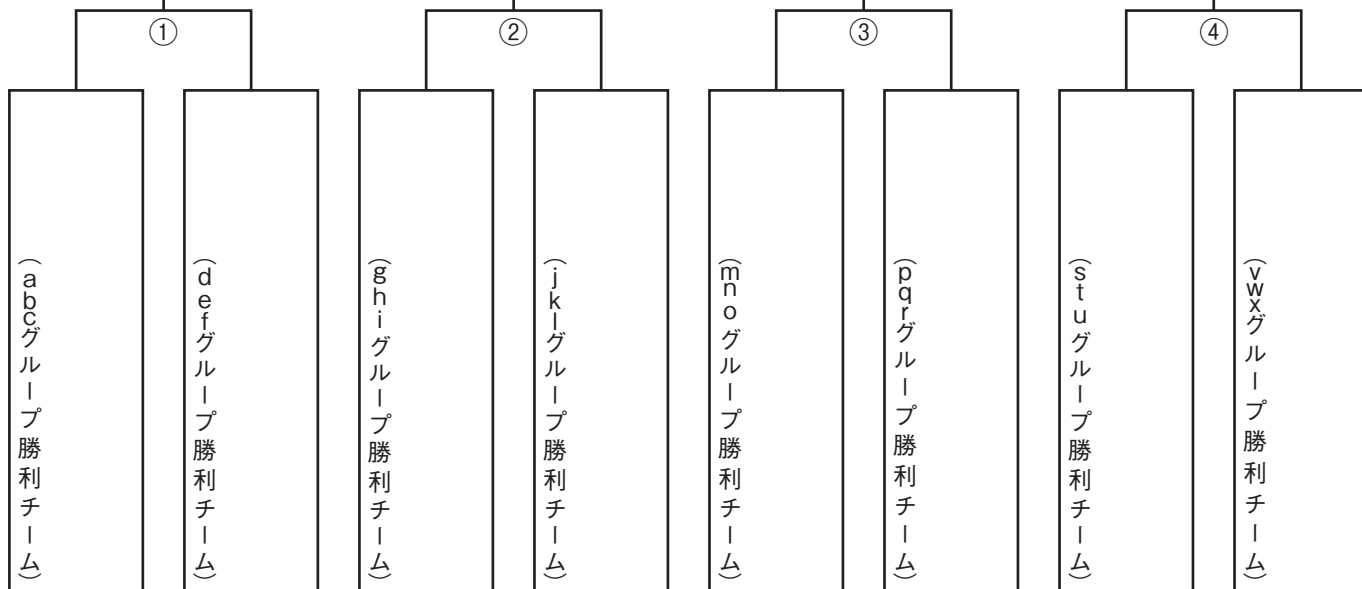 ①
②
③
④
(abcグループ勝利チーム)
(defグループ勝利チーム)
(ghiグループ勝利チーム)
(jklグループ勝利チーム)
(mnoグループ勝利チーム)
(pqrグループ勝利チーム)
(stuグループ勝利チーム)
(vwxグループ勝利チーム)